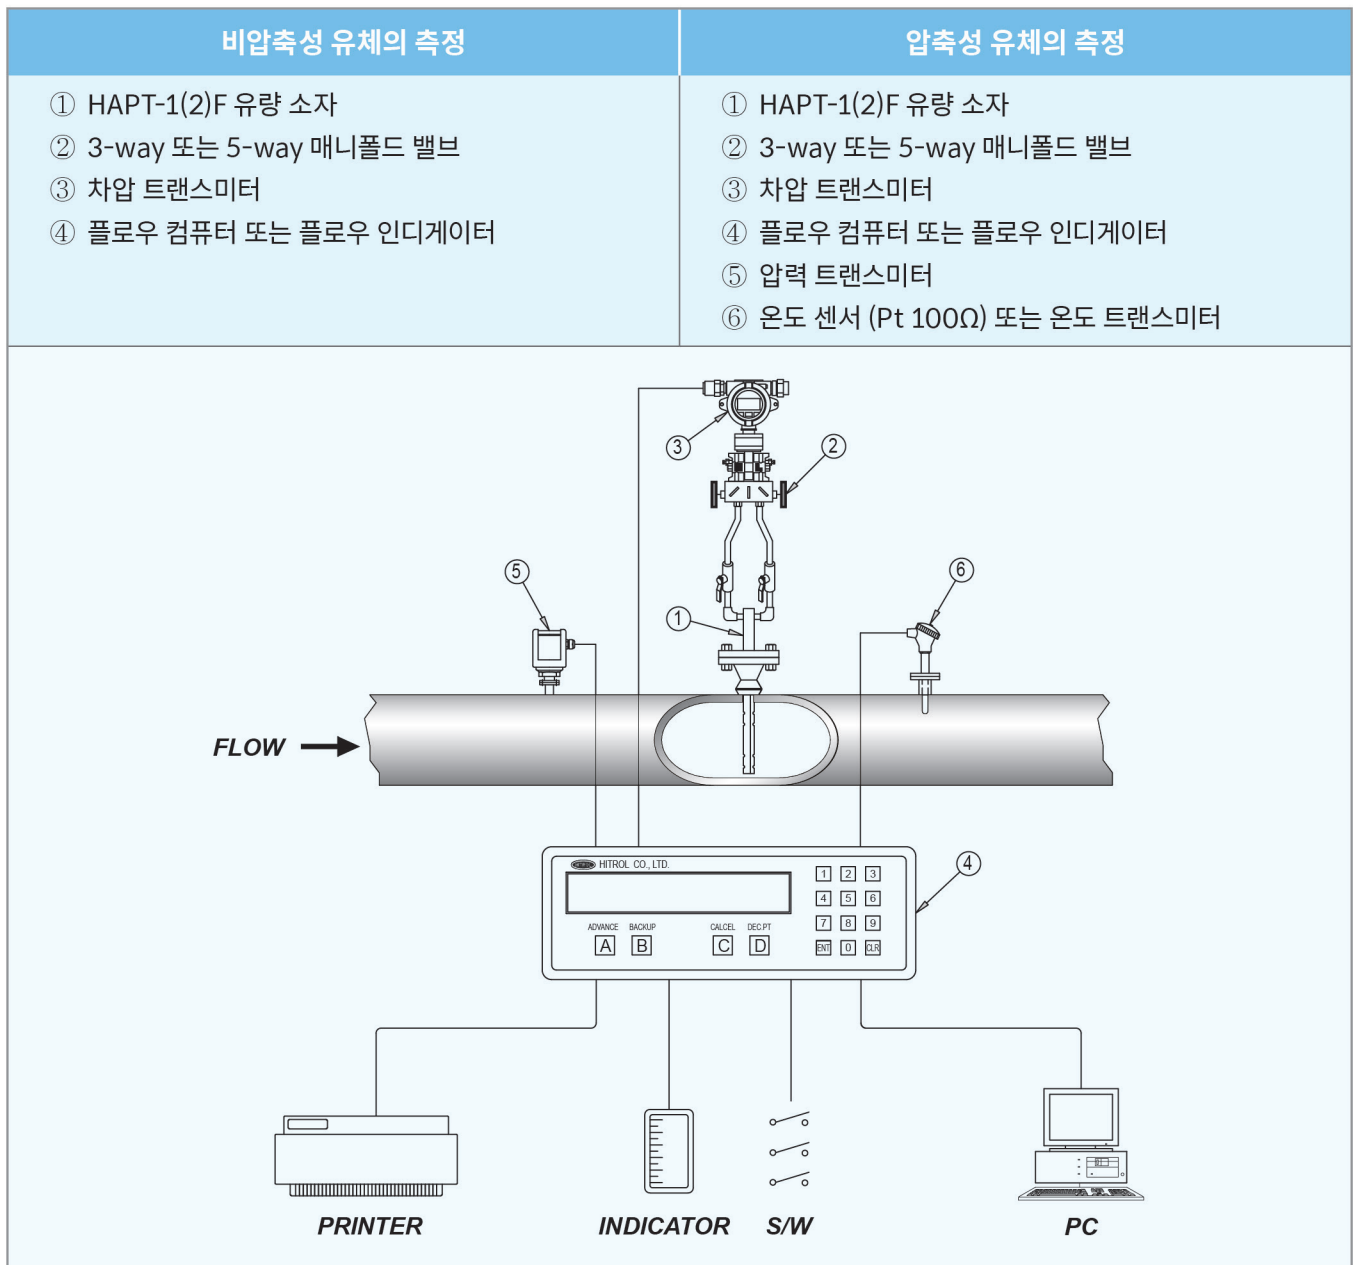 비압축성 유체의 측정
① HAPT-1(2)F 유량 소자
② 3-way 또는 5-way 매니폴드 밸브
③ 차압 트랜스미터
④ 플로우 컴퓨터 또는 플로우 인디게이터
압축성 유체의 측정
① HAPT-1(2)F 유량 소자
② 3-way 또는 5-way 매니폴드 밸브
③ 차압 트랜스미터
④ 플로우 컴퓨터 또는 플로우 인디게이터
⑤ 압력 트랜스미터
⑥ 온도 센서 (Pt 100Ω) 또는 온도 트랜스미터
③
②
⑤
⑥
①
FLOW
HITROL CO., LTD.
④
1 2 3
4 5 6
7 8 9
ENT 0 CLR
ADVANCE BACKUP CALCEL DEC.PT
A B C D
PRINTER
INDICATOR
S/W
PC